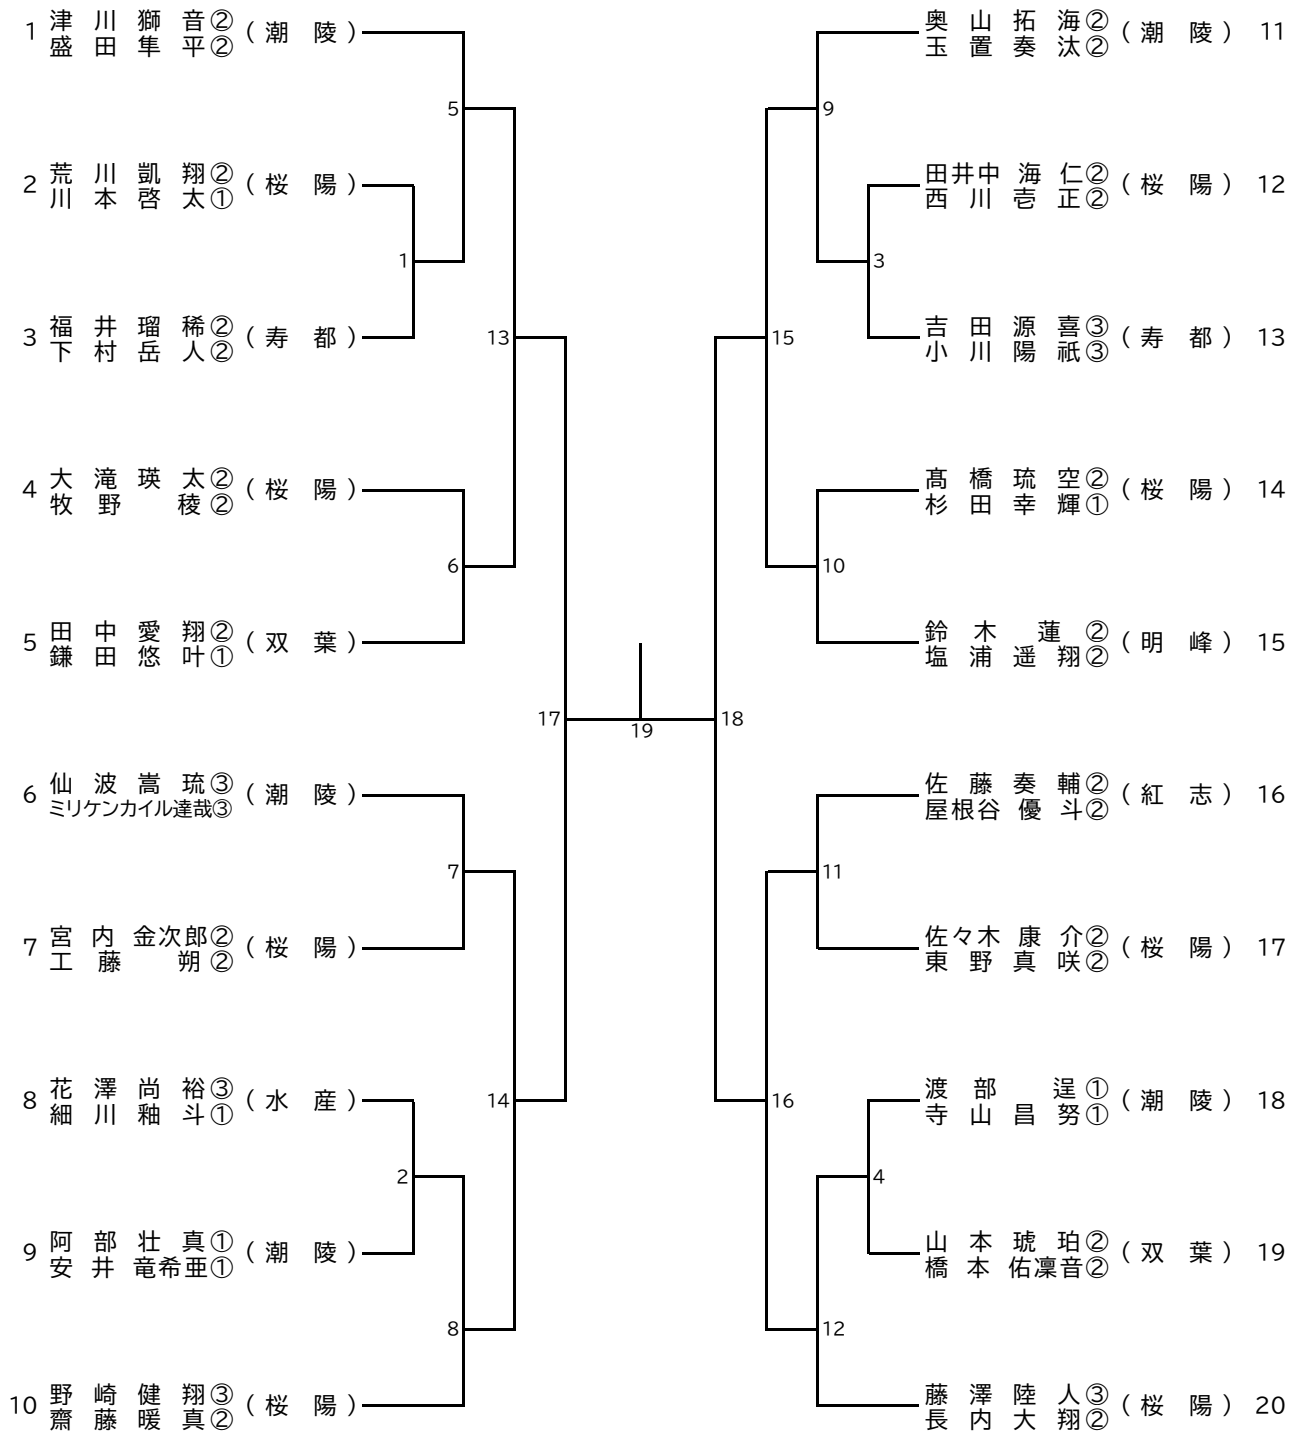 1 津川獅音② (潮陵)
盛田隼平②
5
2 荒川凱翔② (桜陽)
川本啓太①
1
3 福井瑠稀② (寿都)
下村岳人②
13
4 大滝瑛太② (桜陽)
牧野稜②
6
5 田中愛翔② (双葉)
鎌田悠叶①
17
6 仙波嵩琉③ (潮陵)
ミリケンカイル達哉③
7
7 宮内金次郎② (桜陽)
工藤朔②
8 花澤尚裕③ (水産)
細川釉斗①
14
2
9 阿部壮真① (潮陵)
安井竜希亜①
8
10 野崎健翔③ (桜陽)
齋藤暖真②
19
奥山拓海② (潮陵) 11
玉置奏汰②
9
田井中海仁② (桜陽) 12
西川壱正②
3
吉田源喜③ (寿都) 13
小川陽祇③
15
髙橋琉空② (桜陽) 14
杉田幸輝①
10
鈴木蓮② (明峰) 15
塩浦遥翔②
18
佐藤奏輔② (紅志) 16
屋根谷優斗②
11
佐々木康介② (桜陽) 17
東野真咲②
渡部逞① (潮陵) 18
寺山昌努①
16
4
山本琥珀② (双葉) 19
橋本佑凜音②
12
藤澤陸人③ (桜陽) 20
長内大翔②